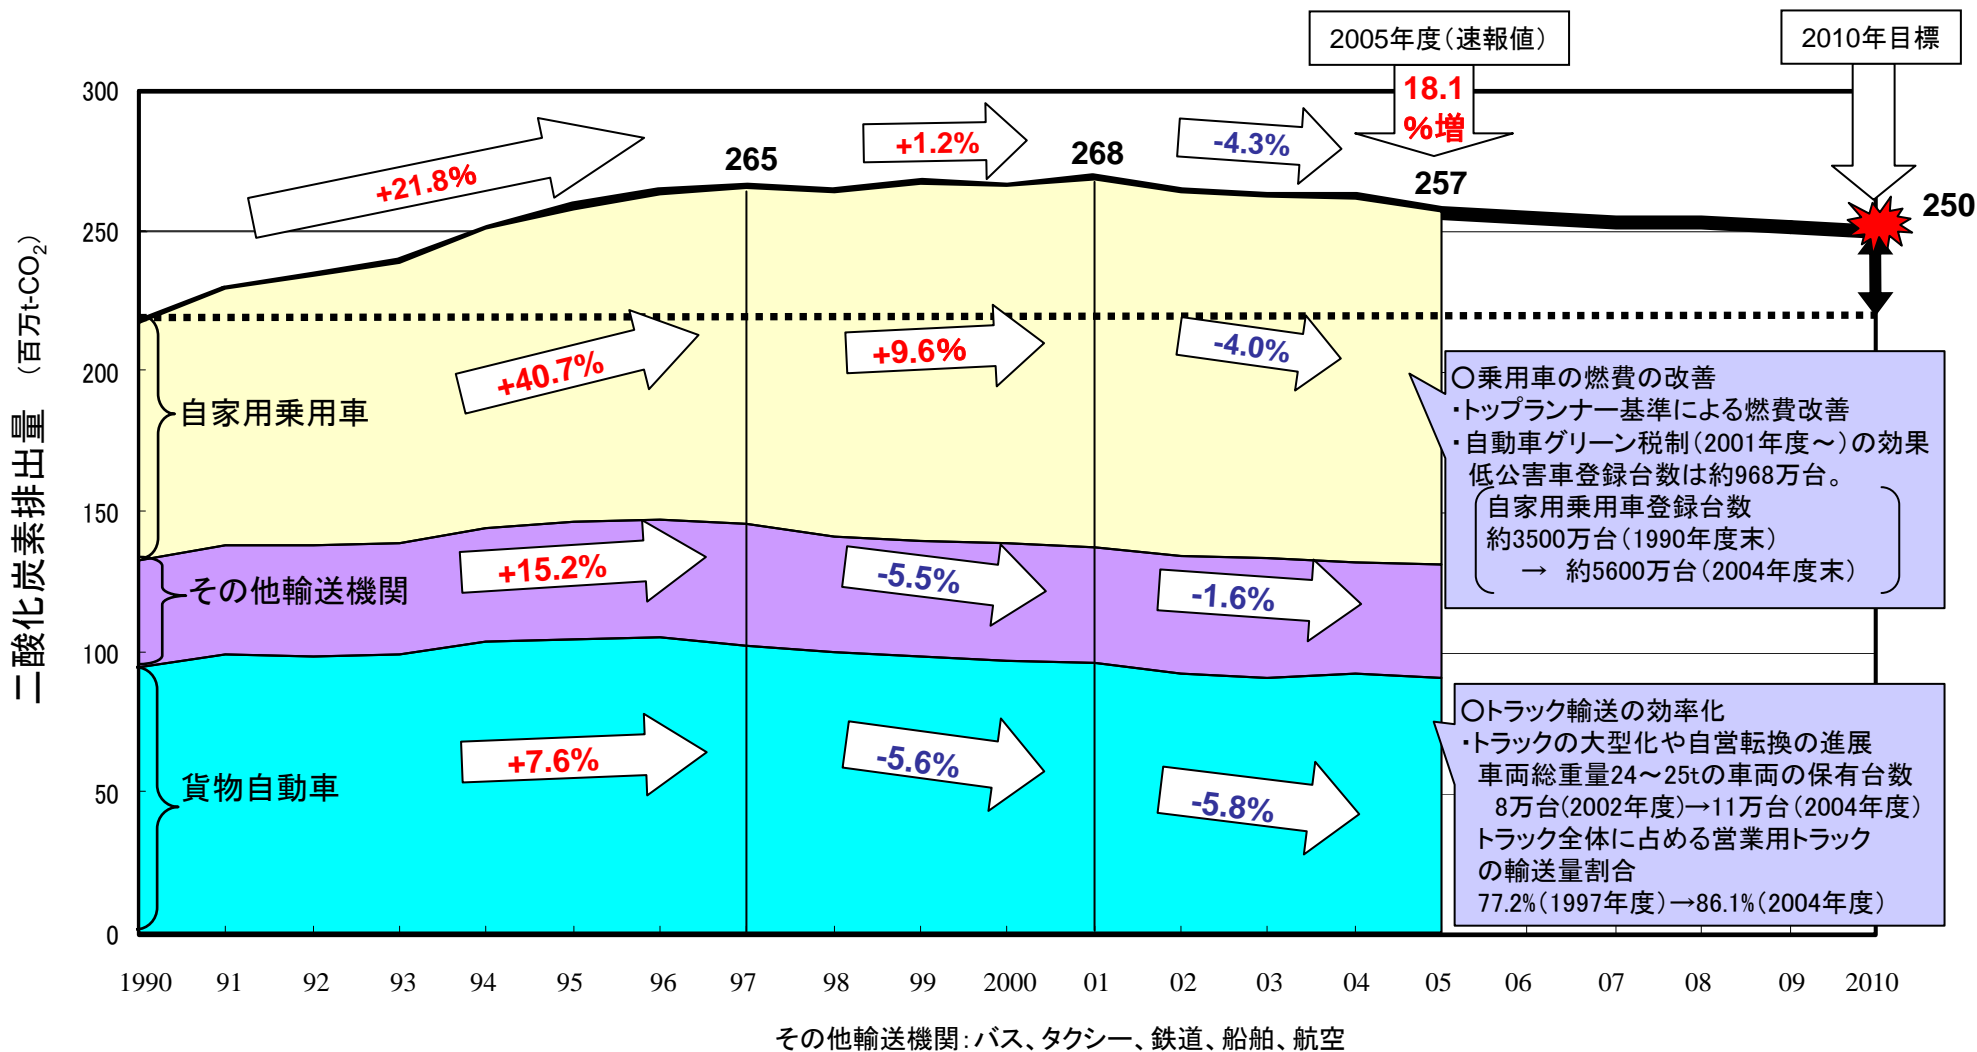 2005年度（速報値）
2010年目標
18.1
%増
300
250
200
150
100
50
0
二酸化炭素排出量 （百万t-CO2）
+21.8%
265
+1.2%
268
-4.3%
257
250
+40.7%
+9.6%
-4.0%
自家用乗用車
+15.2%
-5.5%
-1.6%
その他輸送機関
+7.6%
-5.6%
-5.8%
貨物自動車
○乗用車の燃費の改善
・トップランナー基準による燃費改善
・自動車グリーン税制（2001年度～）の効果
低公害車登録台数は約968万台。
自家用乗用車登録台数
約3500万台（1990年度末）
→ 約5600万台（2004年度末）
○トラック輸送の効率化
・トラックの大型化や自営転換の進展
車両総重量24～25tの車両の保有台数
8万台（2002年度）→11万台（2004年度）
トラック全体に占める営業用トラック
の輸送量割合
77.2%（1997年度）→86.1%（2004年度）
1990 91 92 93 94 95 96 97 98 99 2000 01 02 03 04 05 06 07 08 09 2010
その他輸送機関：バス、タクシー、鉄道、船舶、航空